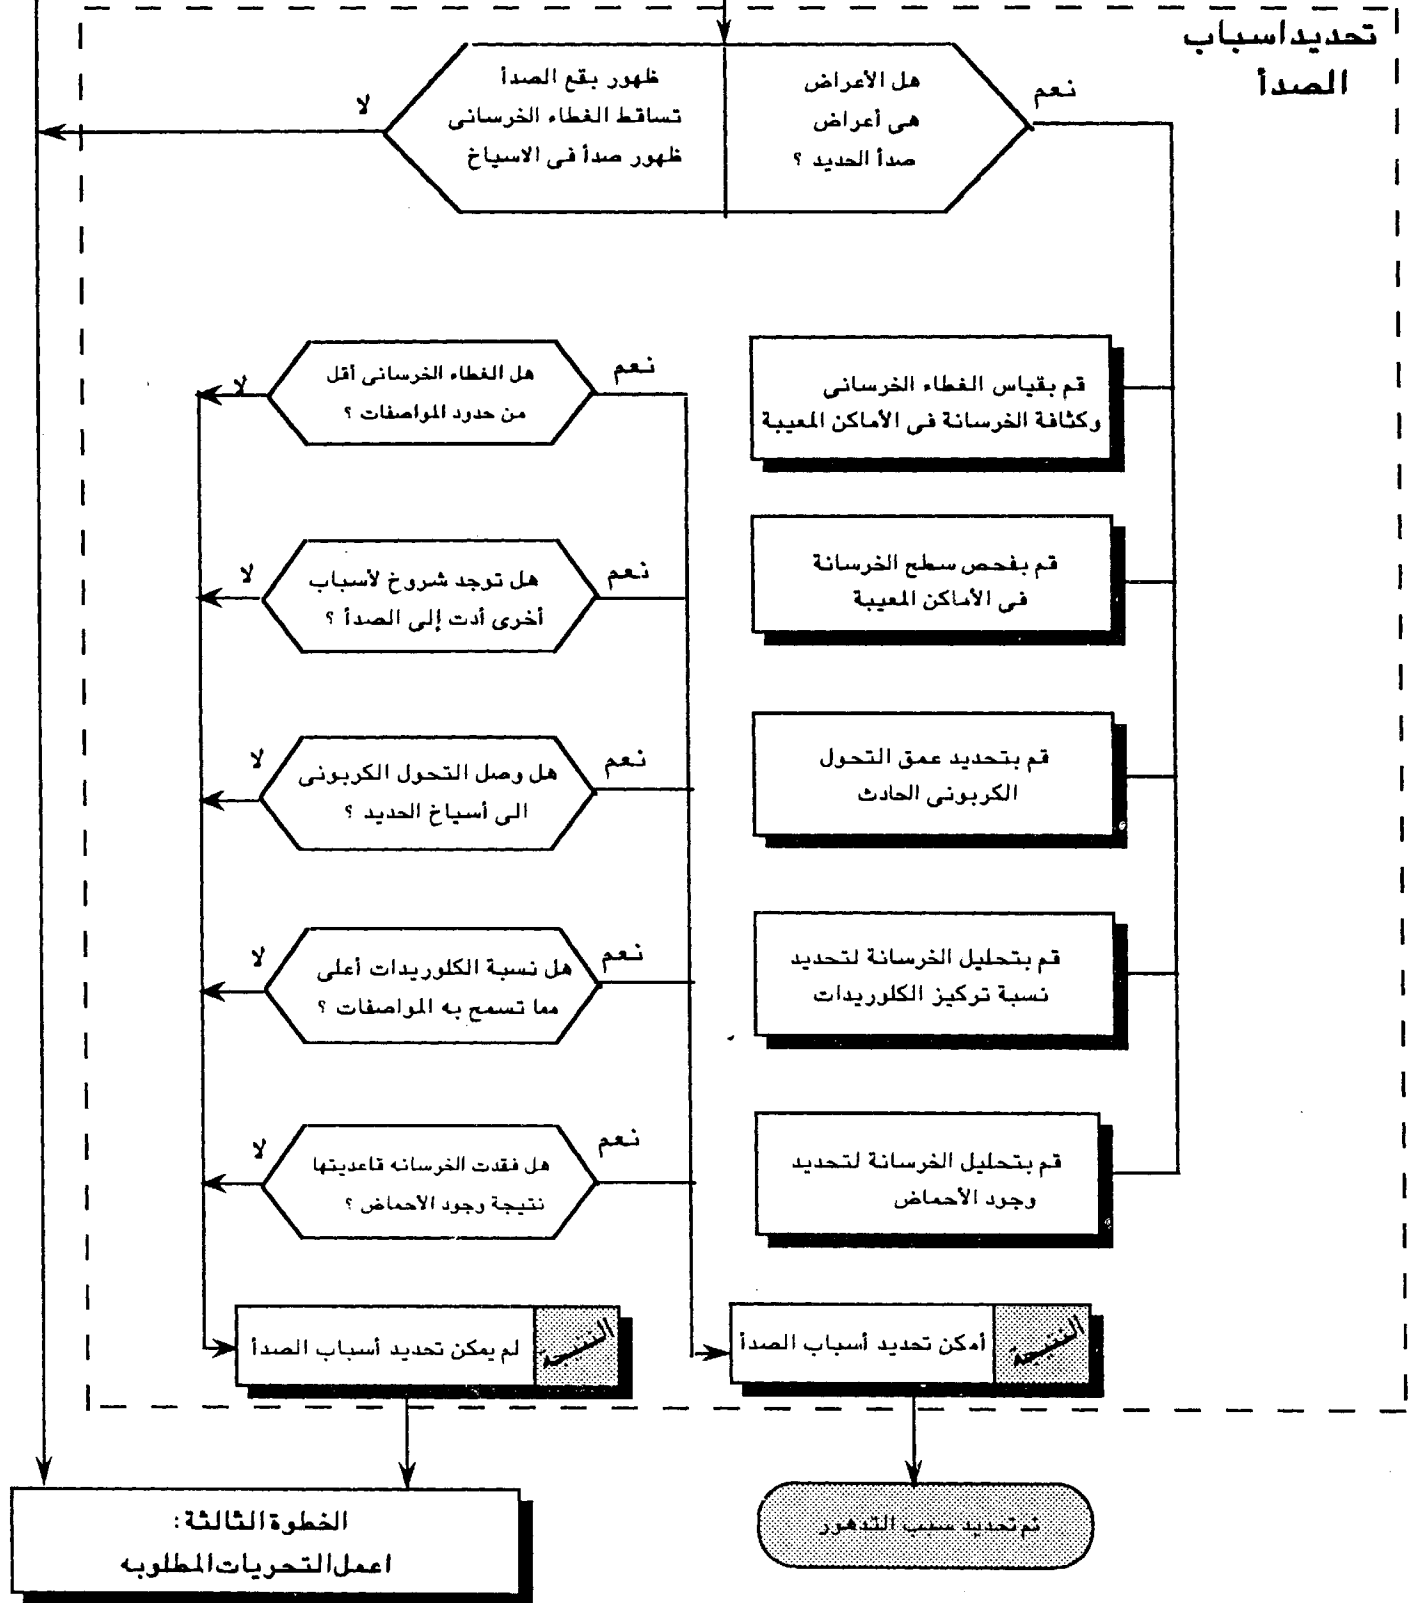 تحديد اسباب
الصدأ
نعم
هل الأعراض
هى أعراض
صدأ الحديد ؟
ظهور بقع الصدأ
تساقط الغطاء الخرسانى
ظهور صدأ فى الاسياخ
لا
قم بقياس الغطاء الخرسانى
وكثافة الخرسانة فى الأماكن المعيبة
نعم
هل الغطاء الخرسانى أقل
من حدود المواصفات ؟
لا
قم بفحص سطح الخرسانة
فى الأماكن المعيبة
نعم
هل توجد شروخ لأسباب
أخرى أدت إلى الصدأ ؟
لا
قم بتحديد عمق التحول
الكربونى الحادث
نعم
هل وصل التحول الكربونى
الى أسياخ الحديد ؟
لا
قم بتحليل الخرسانة لتحديد
نسبة تركيز الكلوريدات
نعم
هل نسبة الكلوريدات أعلى
مما تسمح به المواصفات ؟
لا
قم بتحليل الخرسانة لتحديد
وجود الأحماض
نعم
هل فقدت الخرسانه قاعديتها
نتيجة وجود الأحماض ؟
لا
النتيجة
أمكن تحديد أسباب الصدأ
النتيجة
لم يمكن تحديد أسباب الصدأ
تم تحديد سبب التدهور
الخطوة الثالثة :
اعمل التحريات المطلوبه